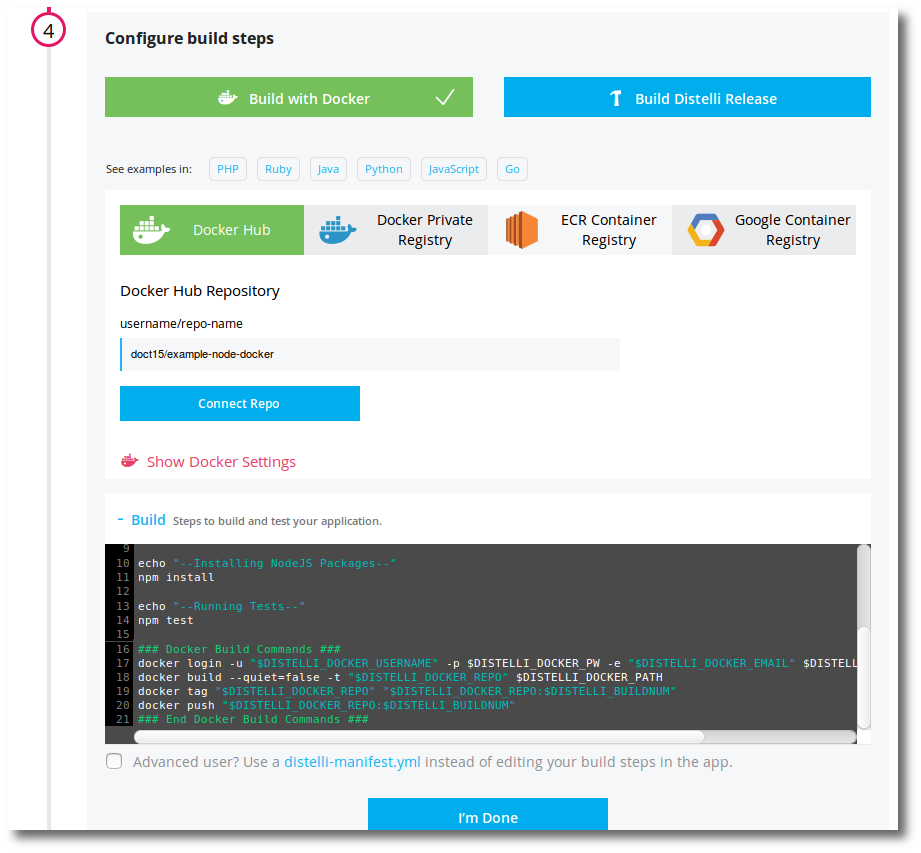 4
Configure build steps
Build with Docker
Build Distelli Release
See examples in: PHP Ruby Java Python JavaScript Go
Docker Hub
Docker Private
Registry
ECR Container
Registry
Google Container
Registry
Docker Hub Repository
username/repo-name
doct15/example-node-docker
Connect Repo
Show Docker Settings
- Build Steps to build and test your application.
9
10 echo "--Installing NodeJS Packages--"
11 npm install
12
13 echo "--Running Tests--"
14 npm test
15
16 ### Docker Build Commands ###
17 docker login -u "$DISTELLI_DOCKER_USERNAME" -p $DISTELLI_DOCKER_PW -e "$DISTELLI_DOCKER_EMAIL" $DISTELL
18 docker build --quiet=false -t "$DISTELLI_DOCKER_REPO" $DISTELLI_DOCKER_PATH
19 docker tag "$DISTELLI_DOCKER_REPO" "$DISTELLI_DOCKER_REPO:$DISTELLI_BUILDNUM"
20 docker push "$DISTELLI_DOCKER_REPO:$DISTELLI_BUILDNUM"
21 ### End Docker Build Commands ###
Advanced user? Use a distelli-manifest.yml instead of editing your build steps in the app.
I'm Done